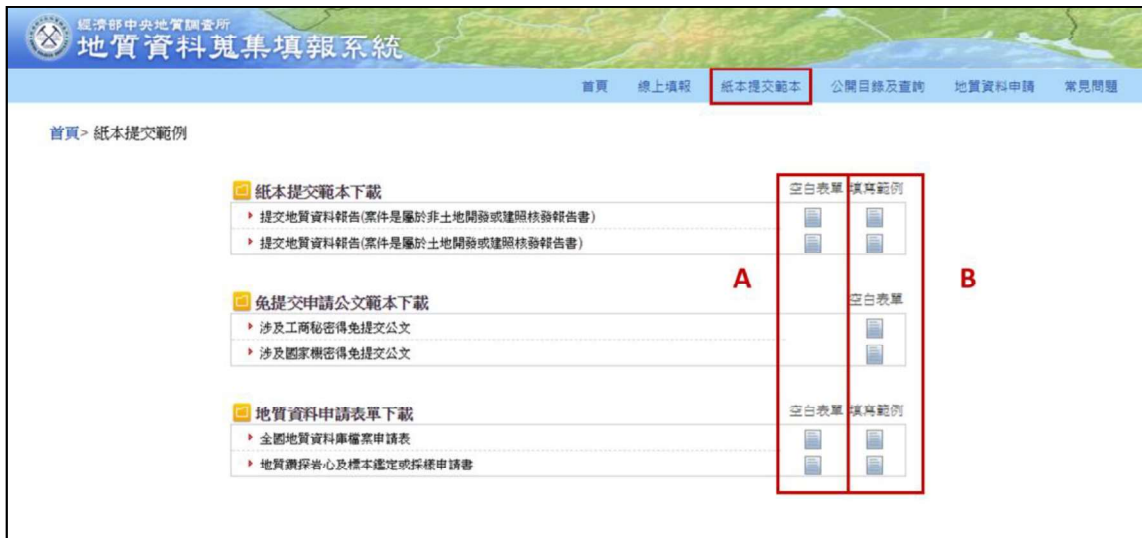 經濟部中央地質調查所
地質資料蒐集填報系統
首頁 線上填報 紙本提交範本 公開目錄及查詢 地質資料申請 常見問題
首頁> 紙本提交範例
紙本提交範本下載 空白表單 填寫範例
提交地質資料報告(案件是屬於非土地開發或建照核發報告書)
提交地質資料報告(案件是屬於土地開發或建照核發報告書)
A B
免提交申請公文範本下載 空白表單
涉及工商秘密得免提交公文
涉及國家機密得免提交公文
地質資料申請表單下載 空白表單 填寫範例
全國地質資料庫檔案申請表
地質鑽探岩心及標本鑑定或採樣申請書